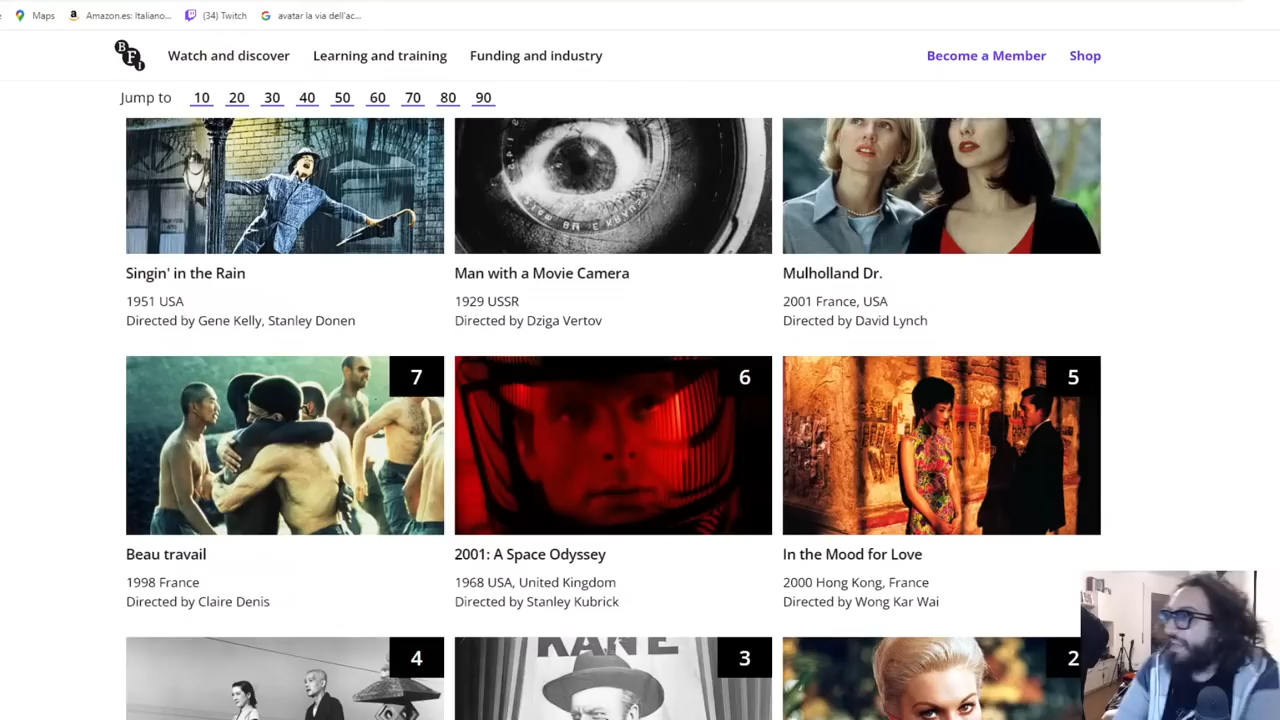 Maps
Amazon.es: Italiano...
(34) Twitch
avatar la via dell'ac...
BFI
Watch and discover
Learning and training
Funding and industry
Become a Member
Shop
Jump to 10 20 30 40 50 60 70 80 90
Singin' in the Rain
1951 USA
Directed by Gene Kelly, Stanley Donen
Man with a Movie Camera
1929 USSR
Directed by Dziga Vertov
Mulholland Dr.
2001 France, USA
Directed by David Lynch
7
Beau travail
1998 France
Directed by Claire Denis
6
2001: A Space Odyssey
1968 USA, United Kingdom
Directed by Stanley Kubrick
5
In the Mood for Love
2000 Hong Kong, France
Directed by Wong Kar Wai
4
KANE
3
2